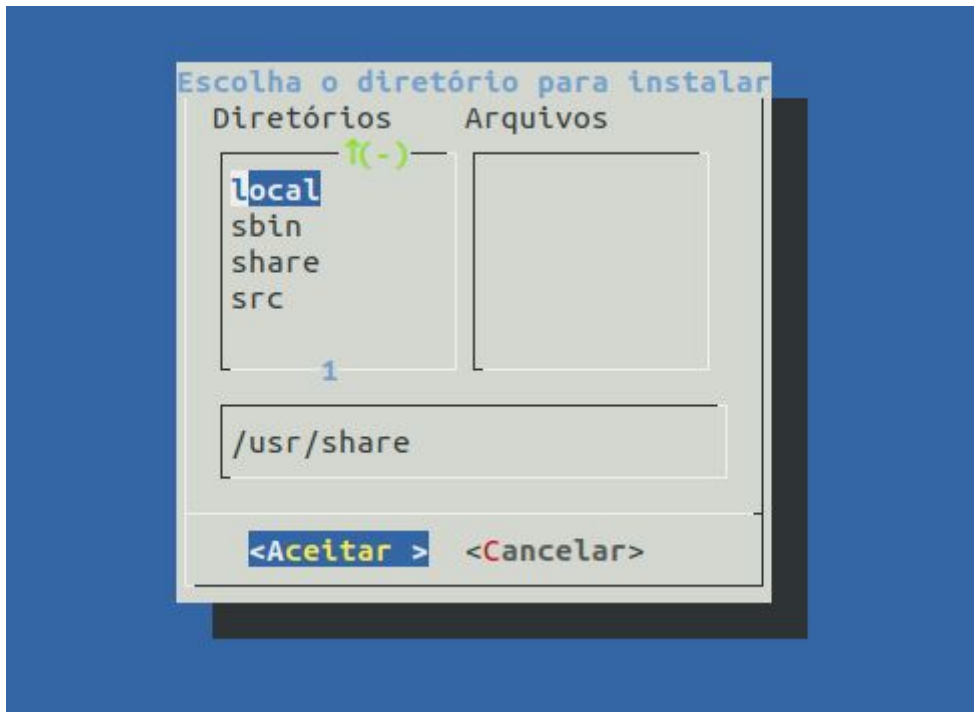 Escolha o diretório para instalar
Diretórios Arquivos
↑(-)
local
sbin
share
src
1
/usr/share
<Aceitar > <Cancelar>